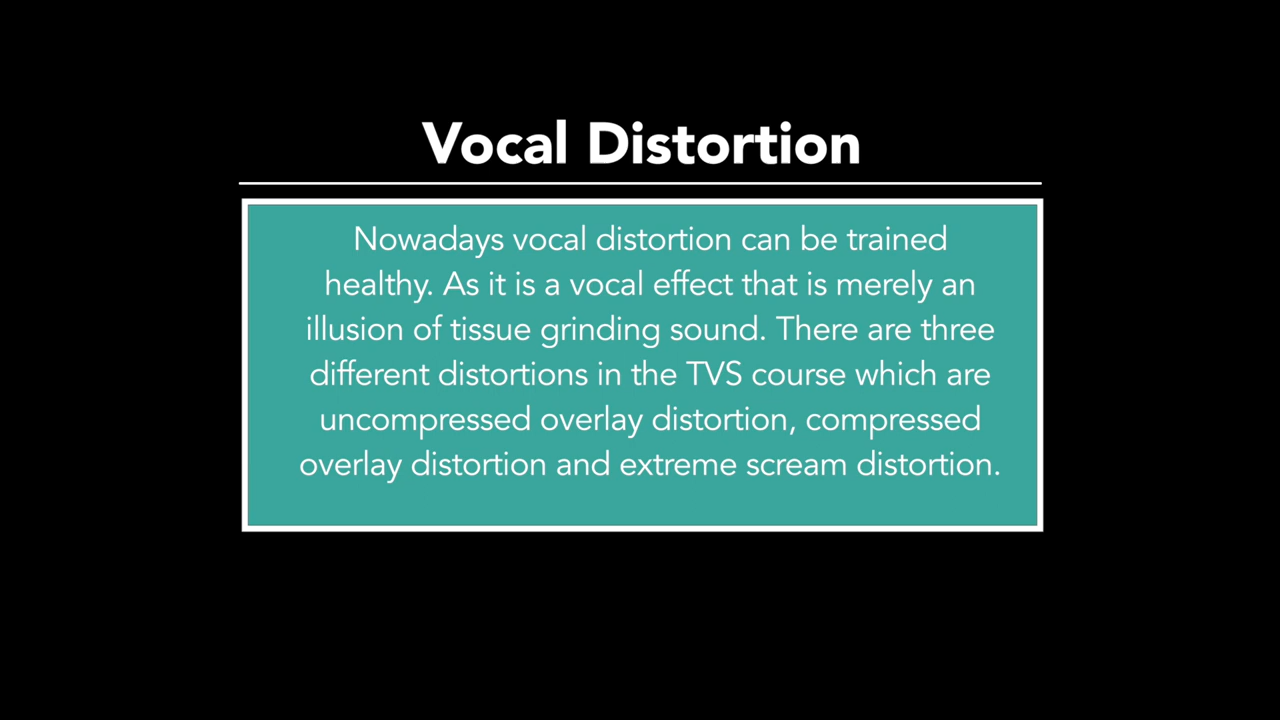 Vocal Distortion
Nowadays vocal distortion can be trained
healthy. As it is a vocal effect that is merely an
illusion of tissue grinding sound. There are three
different distortions in the TVS course which are
uncompressed overlay distortion, compressed
overlay distortion and extreme scream distortion.